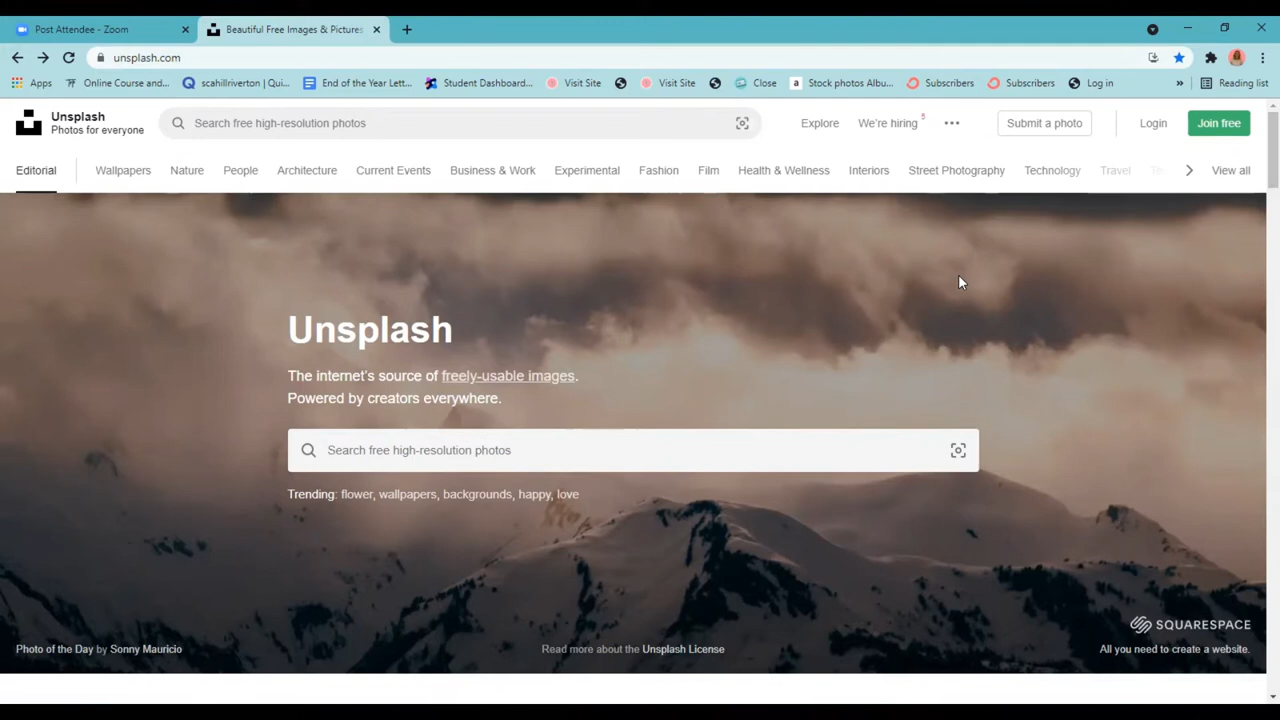 Post Attendee - Zoom
Beautiful Free Images & Pictures
unsplash.com
Apps
Online Course and...
scahillriverton | Qui...
End of the Year Lett...
Student Dashboard...
Visit Site
Visit Site
Close
a
Stock photos Albu...
Subscribers
Subscribers
Log in
»
Reading list
Unsplash
Photos for everyone
Search free high-resolution photos
Explore
We're hiring 5
Submit a photo
Login
Join free
Editorial
Wallpapers
Nature
People
Architecture
Current Events
Business & Work
Experimental
Fashion
Film
Health & Wellness
Interiors
Street Photography
Technology
Travel
View all
Unsplash
The internet's source of freely-usable images.
Powered by creators everywhere.
Search free high-resolution photos
Trending: flower, wallpapers, backgrounds, happy, love
SQUARESPACE
Photo of the Day by Sonny Mauricio
Read more about the Unsplash License
All you need to create a website.